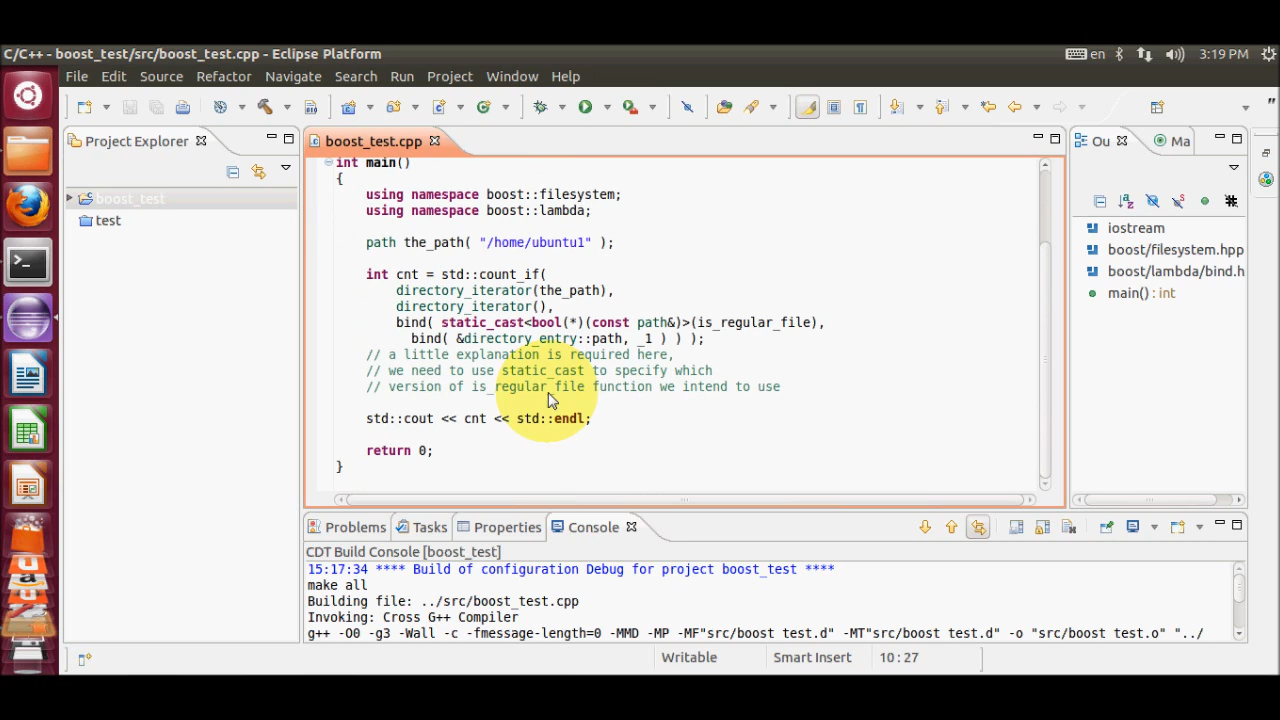 C/C++ - boost_test/src/boost_test.cpp - Eclipse Platform
en
3:19 PM
File Edit Source Refactor Navigate Search Run Project Window Help
Project Explorer
boost_test
test
boost_test.cpp
int main()
{
using namespace boost::filesystem;
using namespace boost::lambda;
path the_path( "/home/ubuntu1" );
int cnt = std::count_if(
directory_iterator(the_path),
directory_iterator(),
bind( static_cast<bool(*)(const path&)>(is_regular_file),
bind( &directory_entry::path, _1 ) ) );
// a little explanation is required here,
// we need to use static_cast to specify which
// version of is_regular_file function we intend to use
std::cout << cnt << std::endl;
return 0;
}
Ou
Ma
iostream
boost/filesystem.hpp
boost/lambda/bind.h
main() : int
Problems Tasks Properties Console
CDT Build Console [boost_test]
15:17:34 **** Build of configuration Debug for project boost_test ****
make all
Building file: ../src/boost_test.cpp
Invoking: Cross G++ Compiler
g++ -O0 -g3 -Wall -c -fmessage-length=0 -MMD -MP -MF"src/boost_test.d" -MT"src/boost_test.d" -o "src/boost_test.o" "../
Writable
Smart Insert
10 : 27